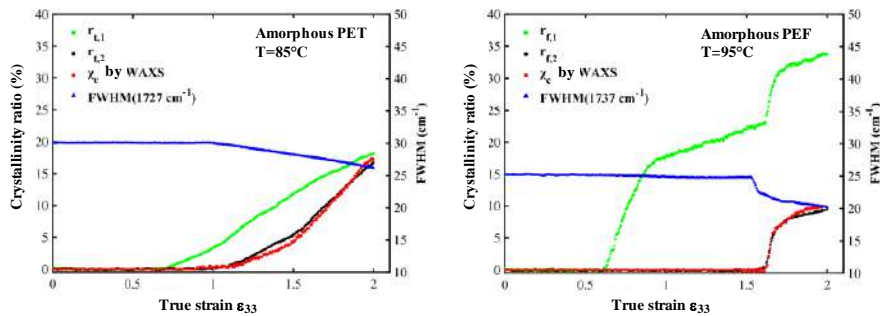 Amorphous PET
T=85°C
r_{t,1}
r_{t,2}
χ_c by WAXS
FWHM(1727 cm⁻¹)
Crystallinity ratio (%)
40
35
30
25
20
15
10
5
0
FWHM (cm⁻¹)
50
45
40
35
30
25
20
15
10
0
0.5
1
1.5
2
True strain ε₃₃
Amorphous PEF
T=95°C
r_{f,1}
r_{f,2}
χ_c by WAXS
FWHM(1737 cm⁻¹)
Crystallinity ratio (%)
40
35
30
25
20
15
10
5
0
FWHM (cm⁻¹)
50
45
40
35
30
25
20
15
10
0
0.5
1
1.5
2
True strain ε₃₃